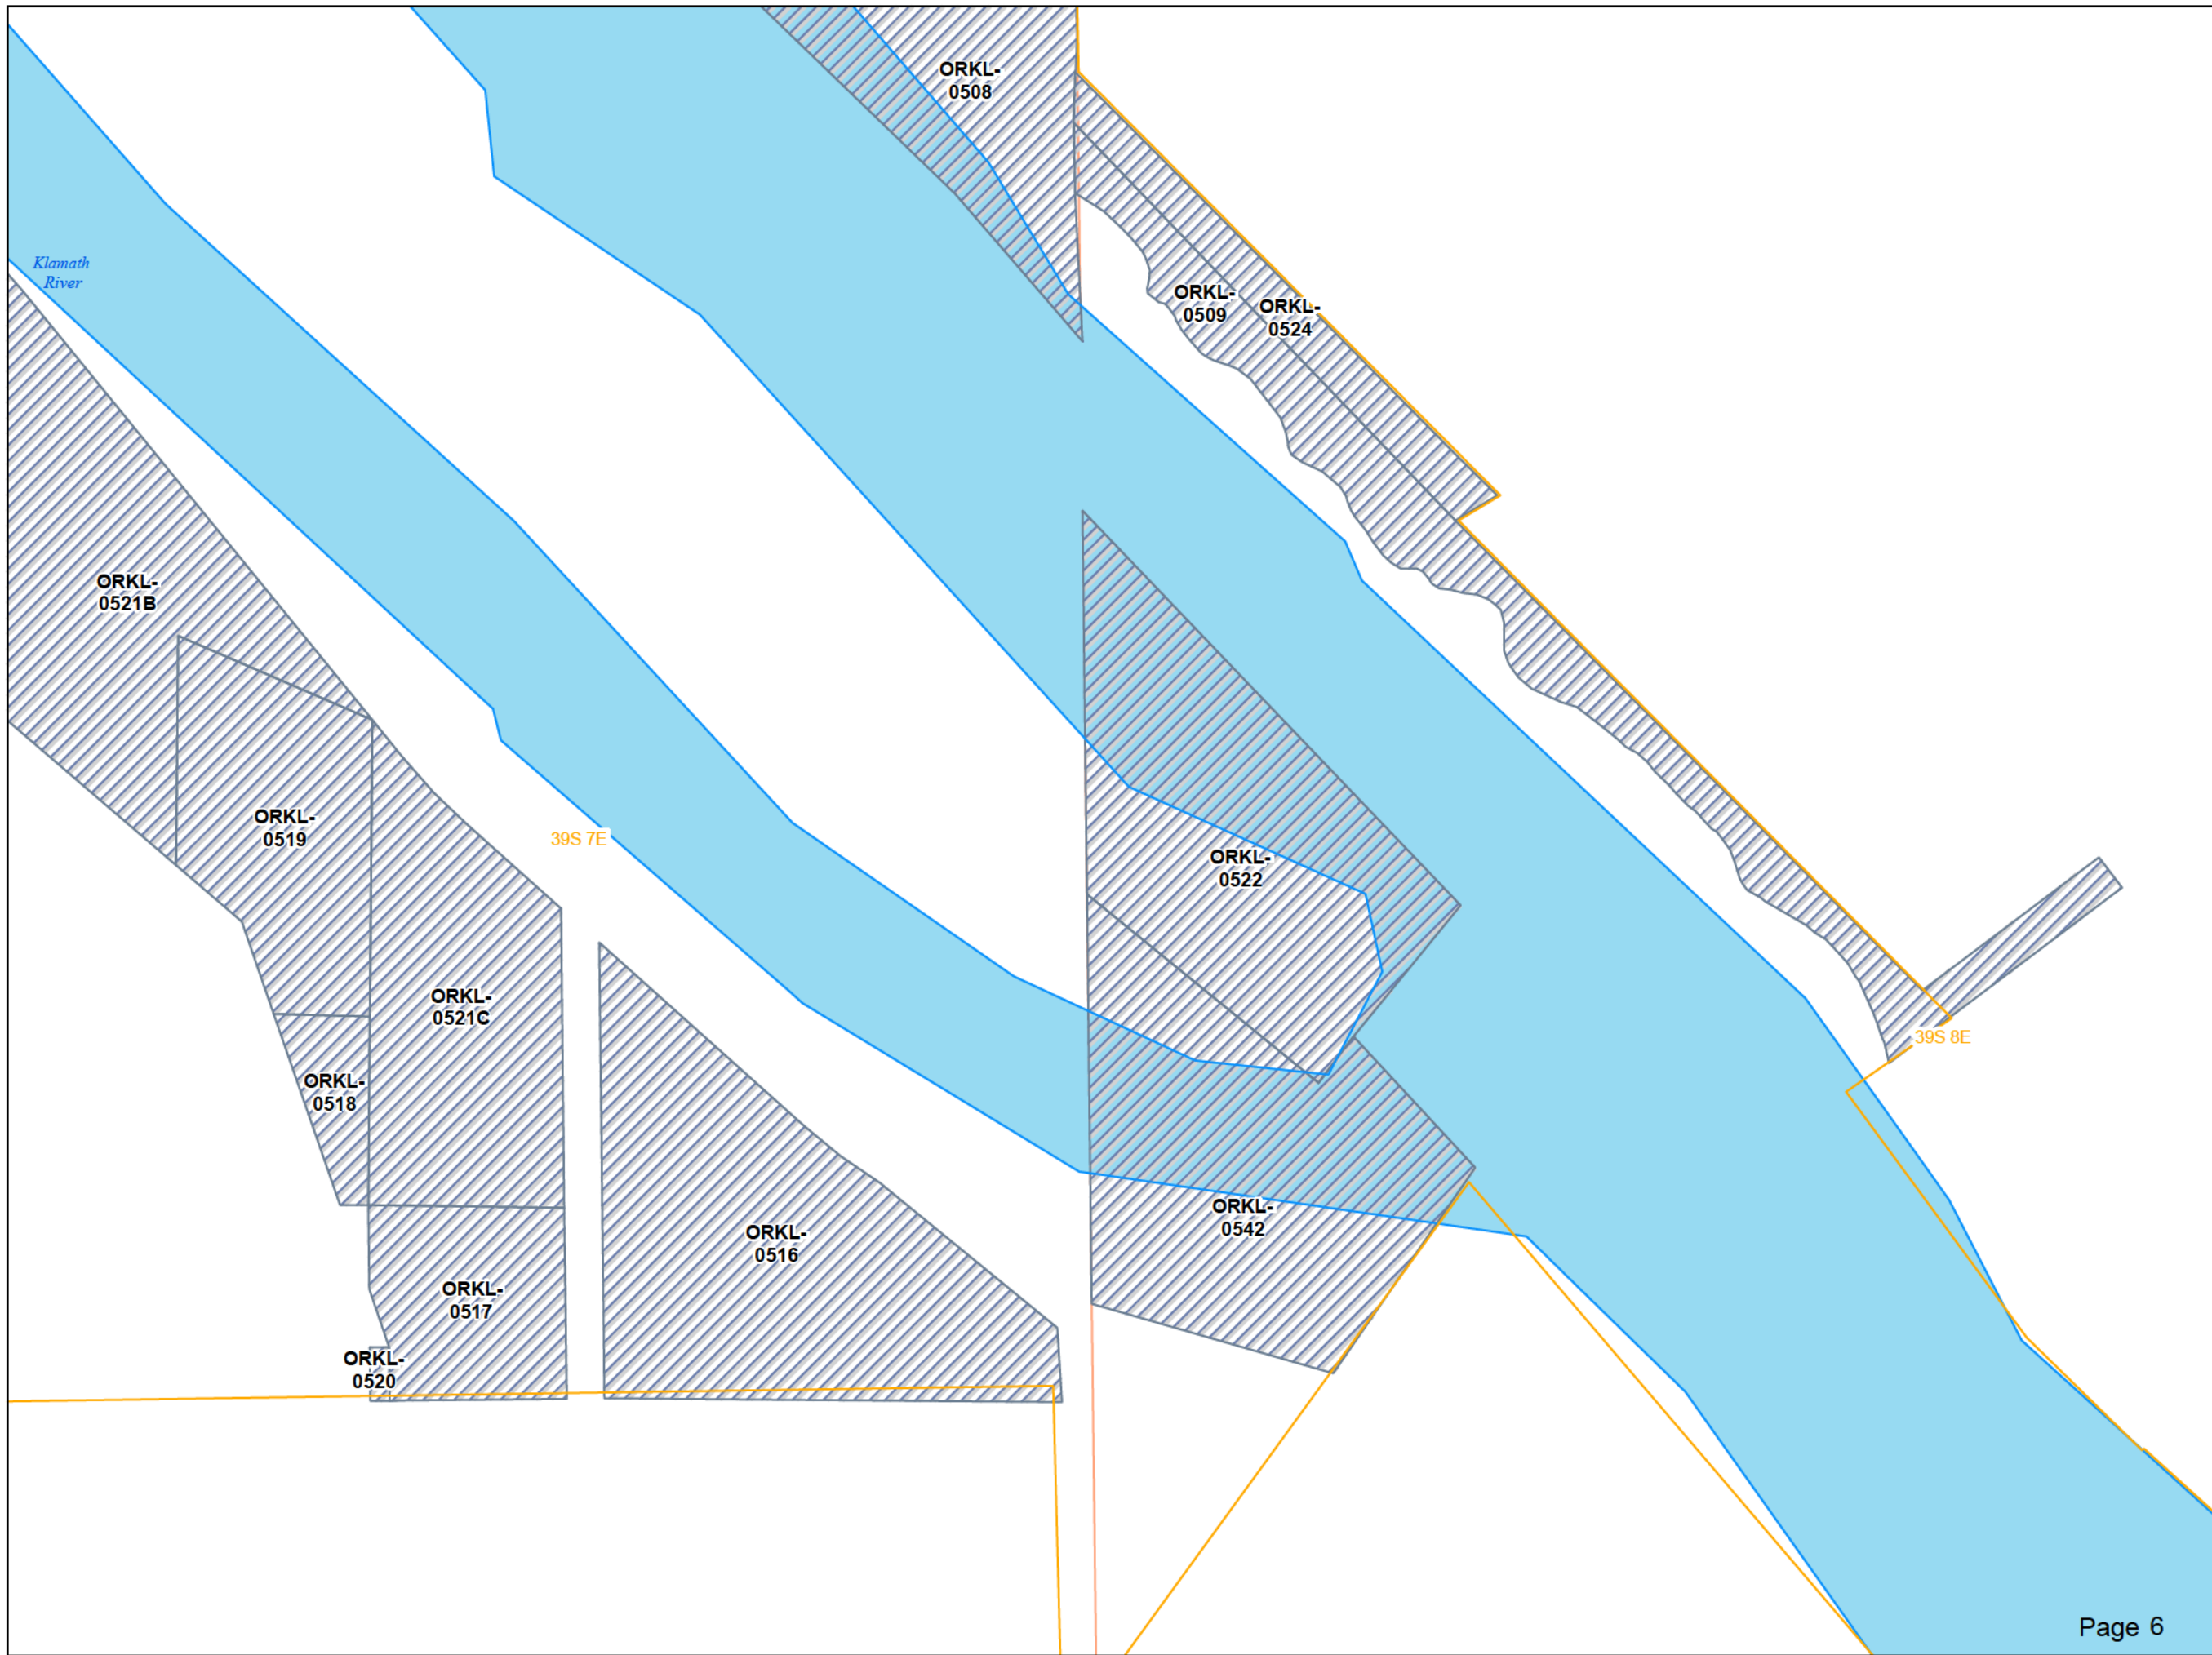 ORKL-
0508
Klamath
River
ORKL-
0509
ORKL-
0524
ORKL-
0521B
ORKL-
0519
39S 7E
ORKL-
0522
ORKL-
0521C
39S 8E
ORKL-
0518
ORKL-
0542
ORKL-
0516
ORKL-
0517
ORKL-
0520
Page 6